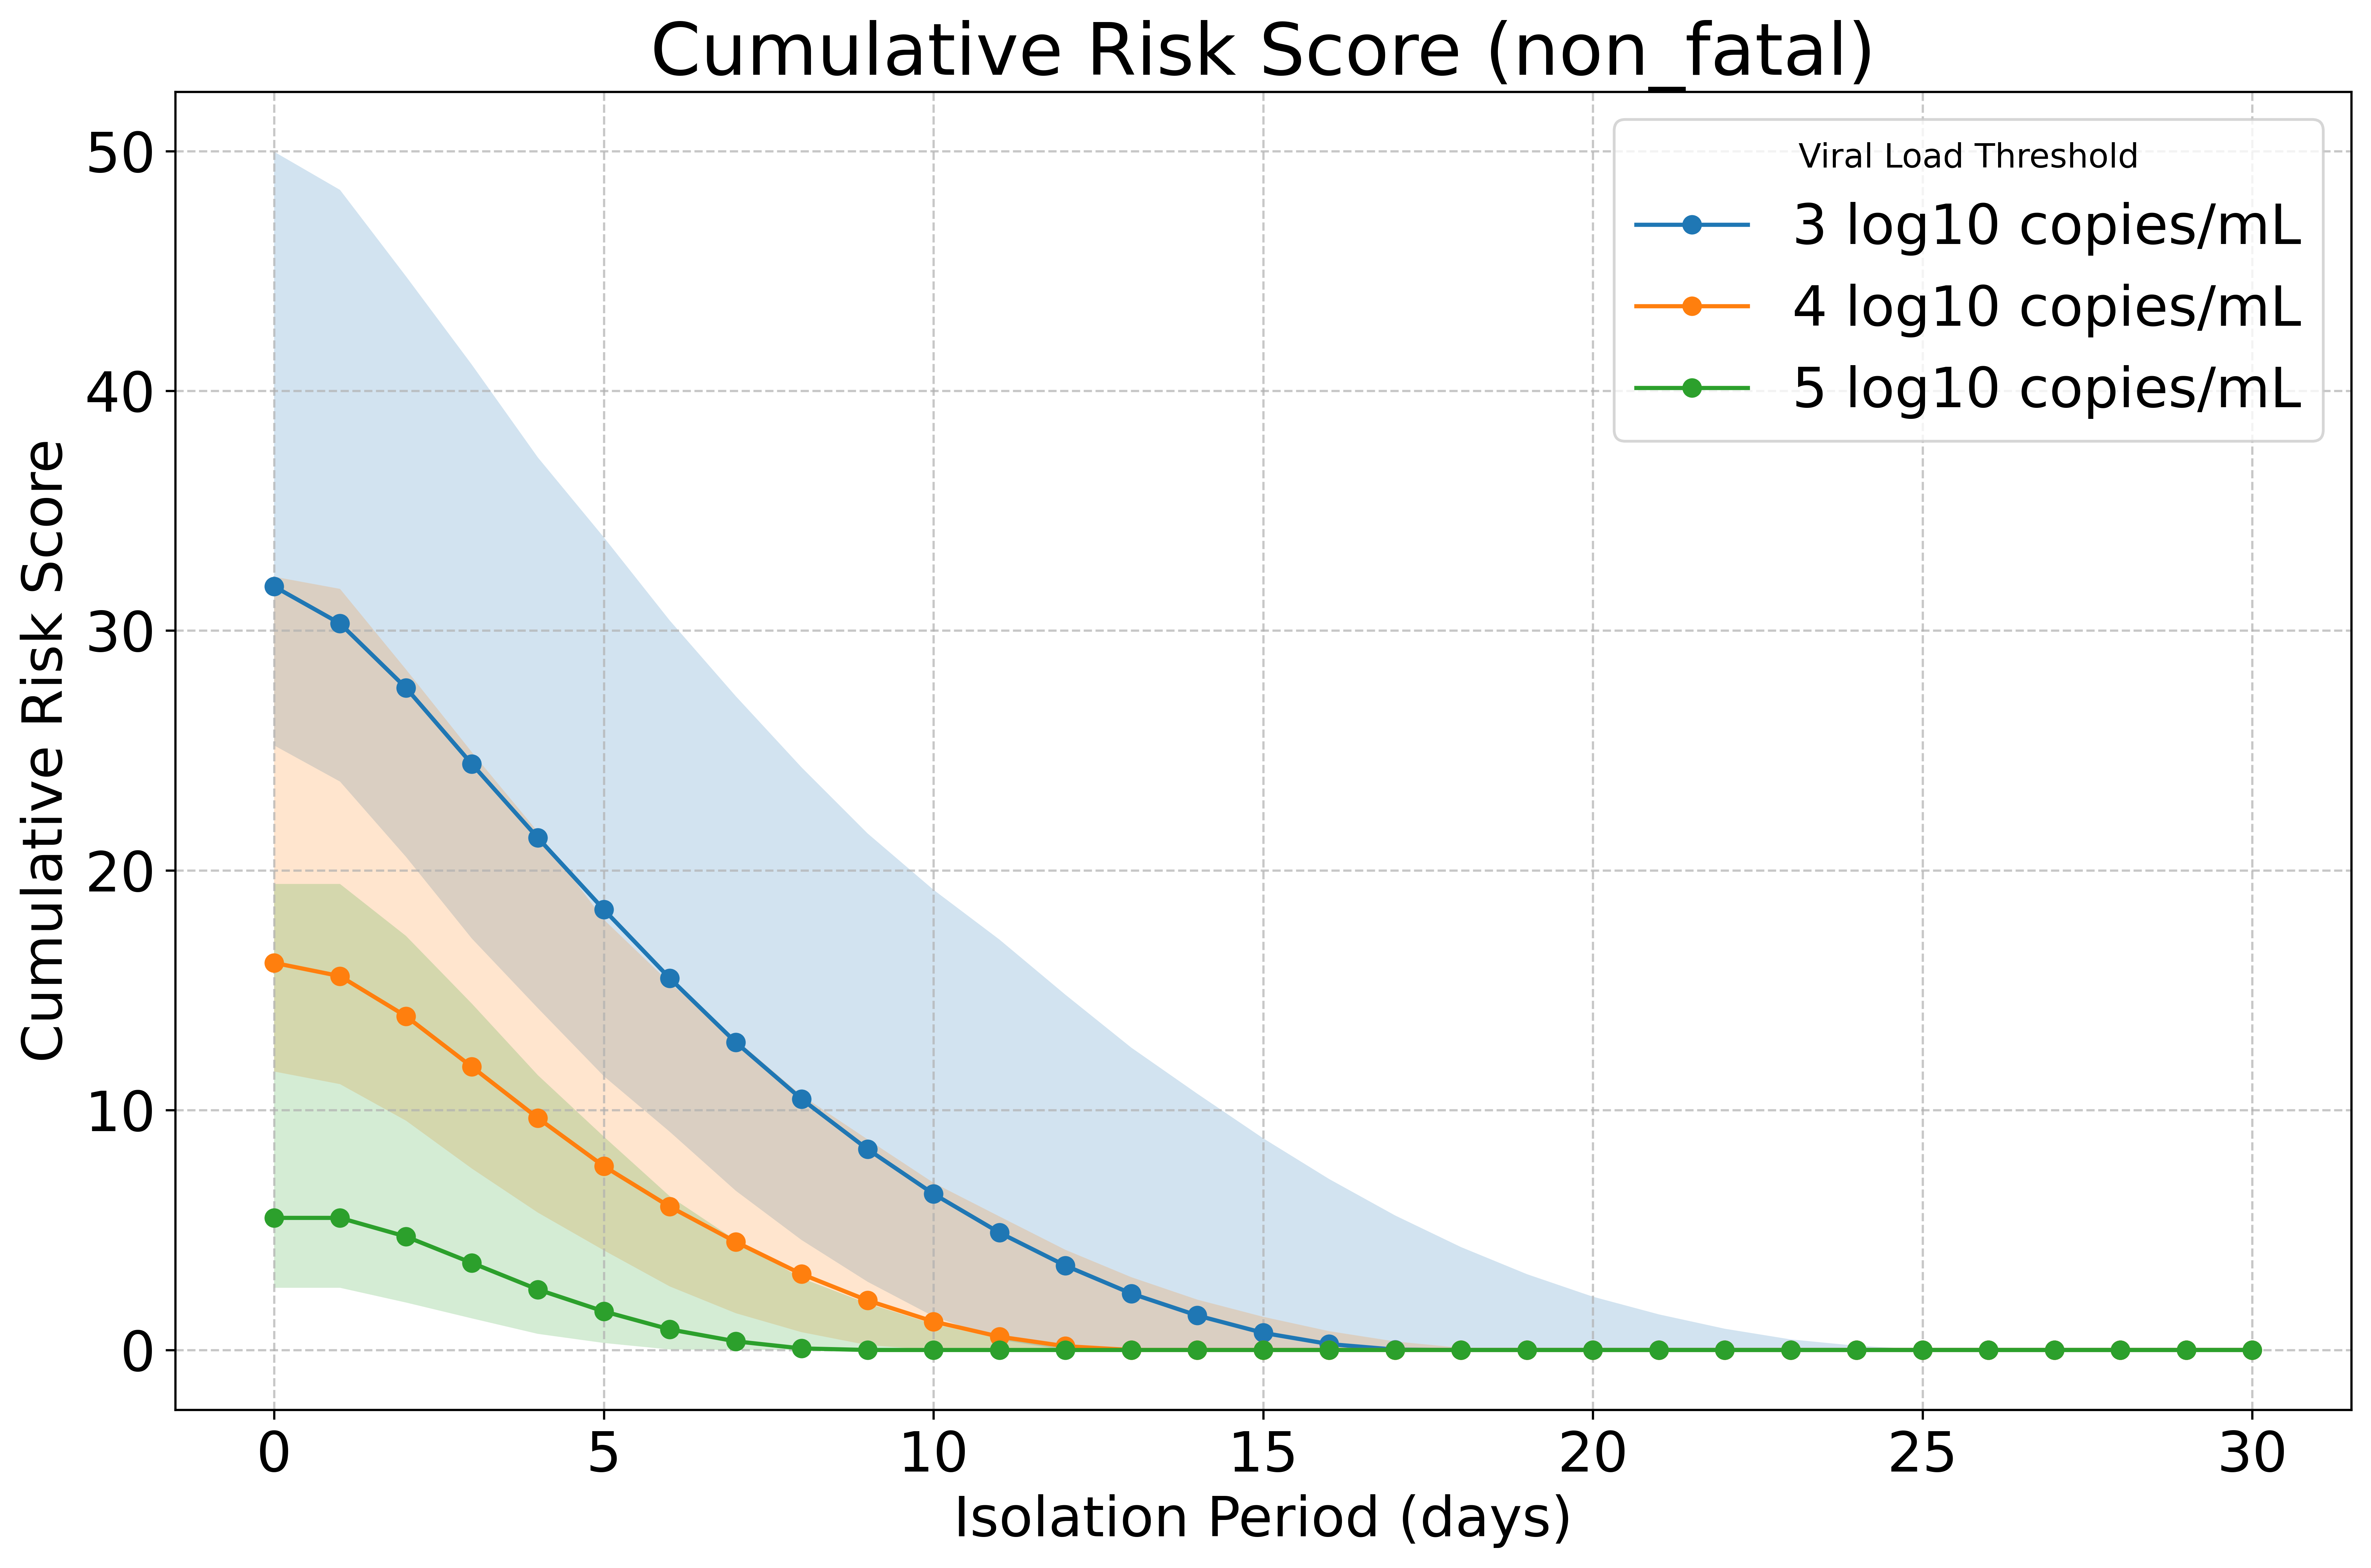 Cumulative Risk Score (non_fatal)
Viral Load Threshold
3 log10 copies/mL
4 log10 copies/mL
5 log10 copies/mL
Cumulative Risk Score
50
40
30
20
10
0
0 5 10 15 20 25 30
Isolation Period (days)